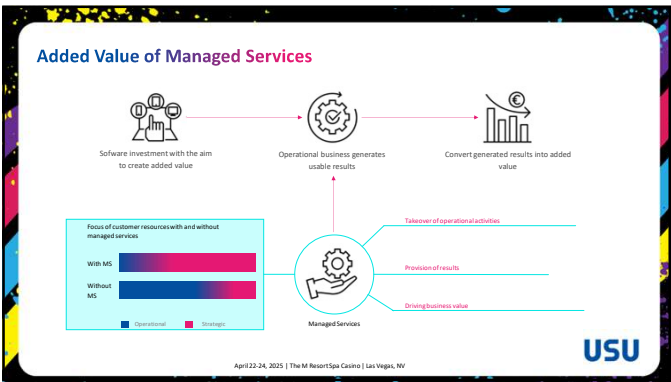 Added Value of Managed Services
€
Sofware investment with the aim
to create added value
Operational business generates
usable results
Convert generated results into added
value
Focus of customer resources with and without
managed services
With MS
Without
MS
Operational
Strategic
Takeover of operational activities
Provision of results
Driving business value
Managed Services
USU
April 22-24, 2025 | The M Resort Spa Casino | Las Vegas, NV